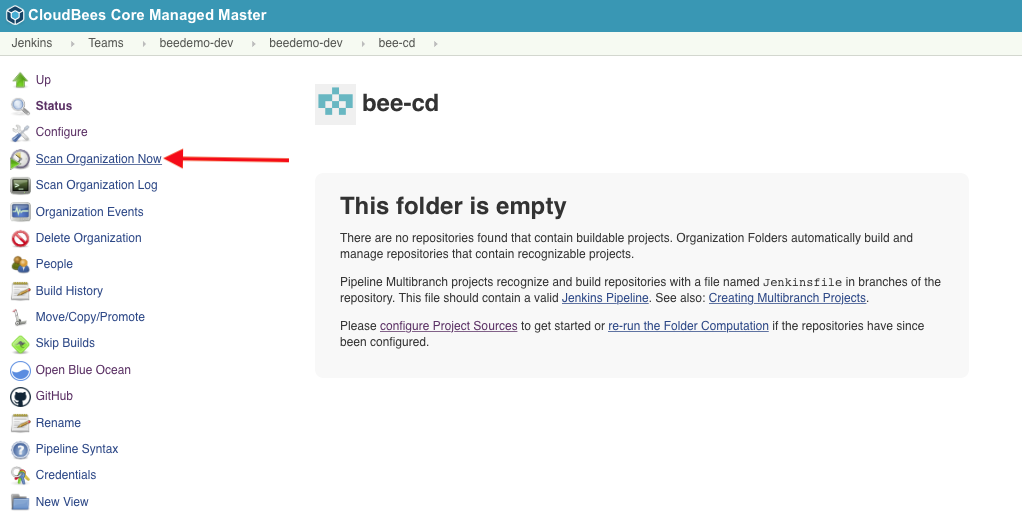 CloudBees Core Managed Master
Jenkins Teams beedemo-dev beedemo-dev bee-cd
Up
Status
Configure
Scan Organization Now
Scan Organization Log
Organization Events
Delete Organization
People
Build History
Move/Copy/Promote
Skip Builds
Open Blue Ocean
GitHub
Rename
Pipeline Syntax
Credentials
New View
bee-cd
This folder is empty
There are no repositories found that contain buildable projects. Organization Folders automatically build and
manage repositories that contain recognizable projects.
Pipeline Multibranch projects recognize and build repositories with a file named Jenkinsfile in branches of the
repository. This file should contain a valid Jenkins Pipeline. See also: Creating Multibranch Projects.
Please configure Project Sources to get started or re-run the Folder Computation if the repositories have since
been configured.